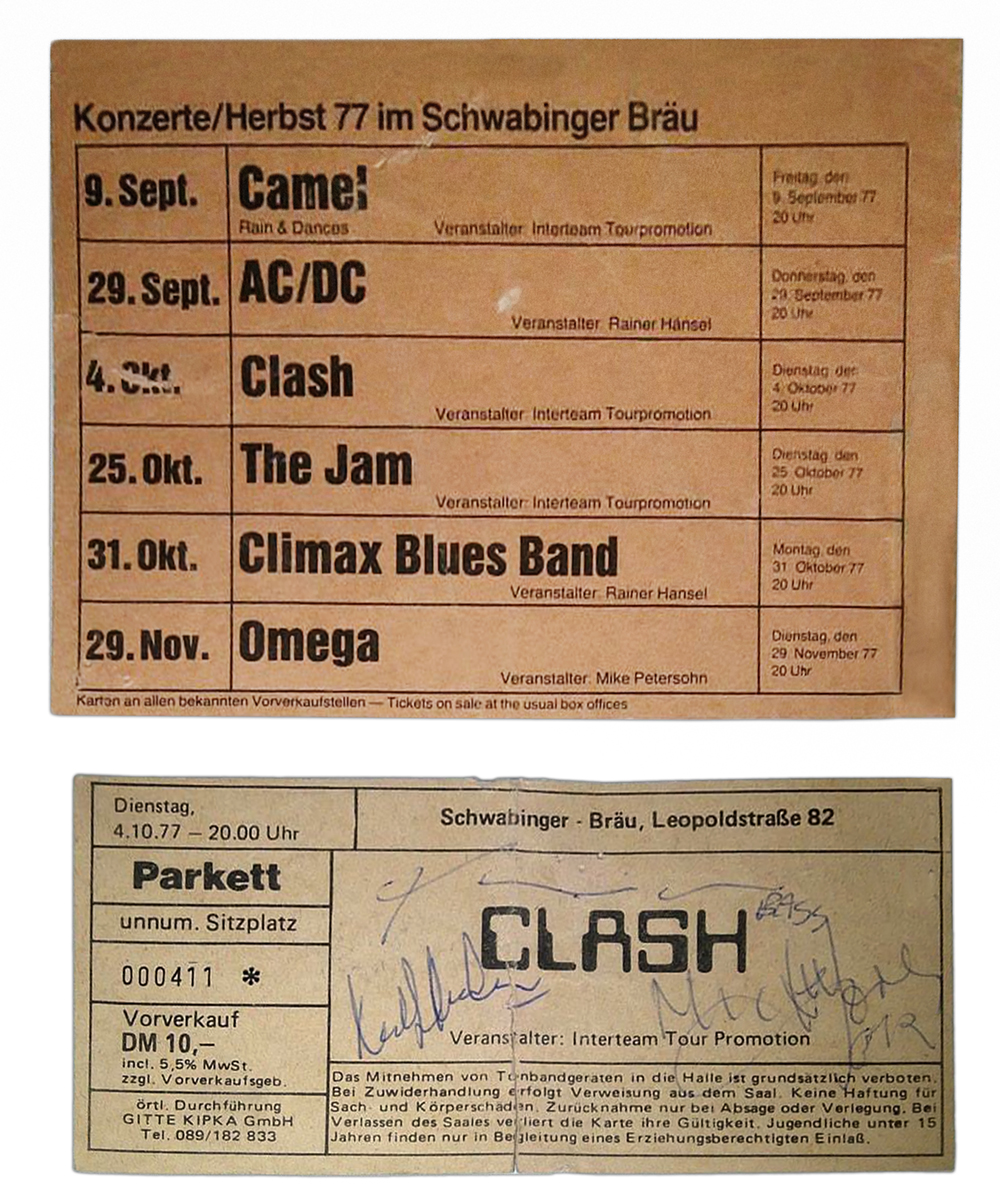 Konzerte/Herbst 77 im Schwabinger Bräu
9. Sept.
Camel
Rain & Dances
Veranstalter: Interteam Tourpromotion
Freitag, den
9. September 77
20 Uhr
29. Sept.
AC/DC
Veranstalter: Rainer Hänsel
Donnerstag, den
29. September 77
20 Uhr
4. Okt.
Clash
Veranstalter: Interteam Tourpromotion
Dienstag, den
4. Oktober 77
20 Uhr
25. Okt.
The Jam
Veranstalter: Interteam Tourpromotion
Dienstag, den
25. Oktober 77
20 Uhr
31. Okt.
Climax Blues Band
Veranstalter: Rainer Hansel
Montag, den
31. Oktober 77
20 Uhr
29. Nov.
Omega
Veranstalter: Mike Petersohn
Dienstag, den
29. November 77
20 Uhr
Karten an allen bekannten Vorverkaufstellen — Tickets on sale at the usual box offices
Dienstag,
4.10.77 – 20.00 Uhr
Schwabinger - Bräu, Leopoldstraße 82
Parkett
unnum. Sitzplatz
000411 *
Vorverkauf
DM 10,–
incl. 5,5% MwSt.
zzgl. Vorverkaufsgeb.
örtl. Durchführung
GITTE KIPKA GmbH
Tel. 089/182 833
CLASH
BASS
Veranstalter: Interteam Tour Promotion
Das Mitnehmen von Tonbandgeräten in die Halle ist grundsätzlich verboten.
Bei Zuwiderhandlung erfolgt Verweisung aus dem Saal. Keine Haftung für
Sach- und Körperschäden. Zurücknahme nur bei Absage oder Verlegung. Bei
Verlassen des Saales verliert die Karte ihre Gültigkeit. Jugendliche unter 15
Jahren finden nur in Begleitung eines Erziehungsberechtigten Einlaß.